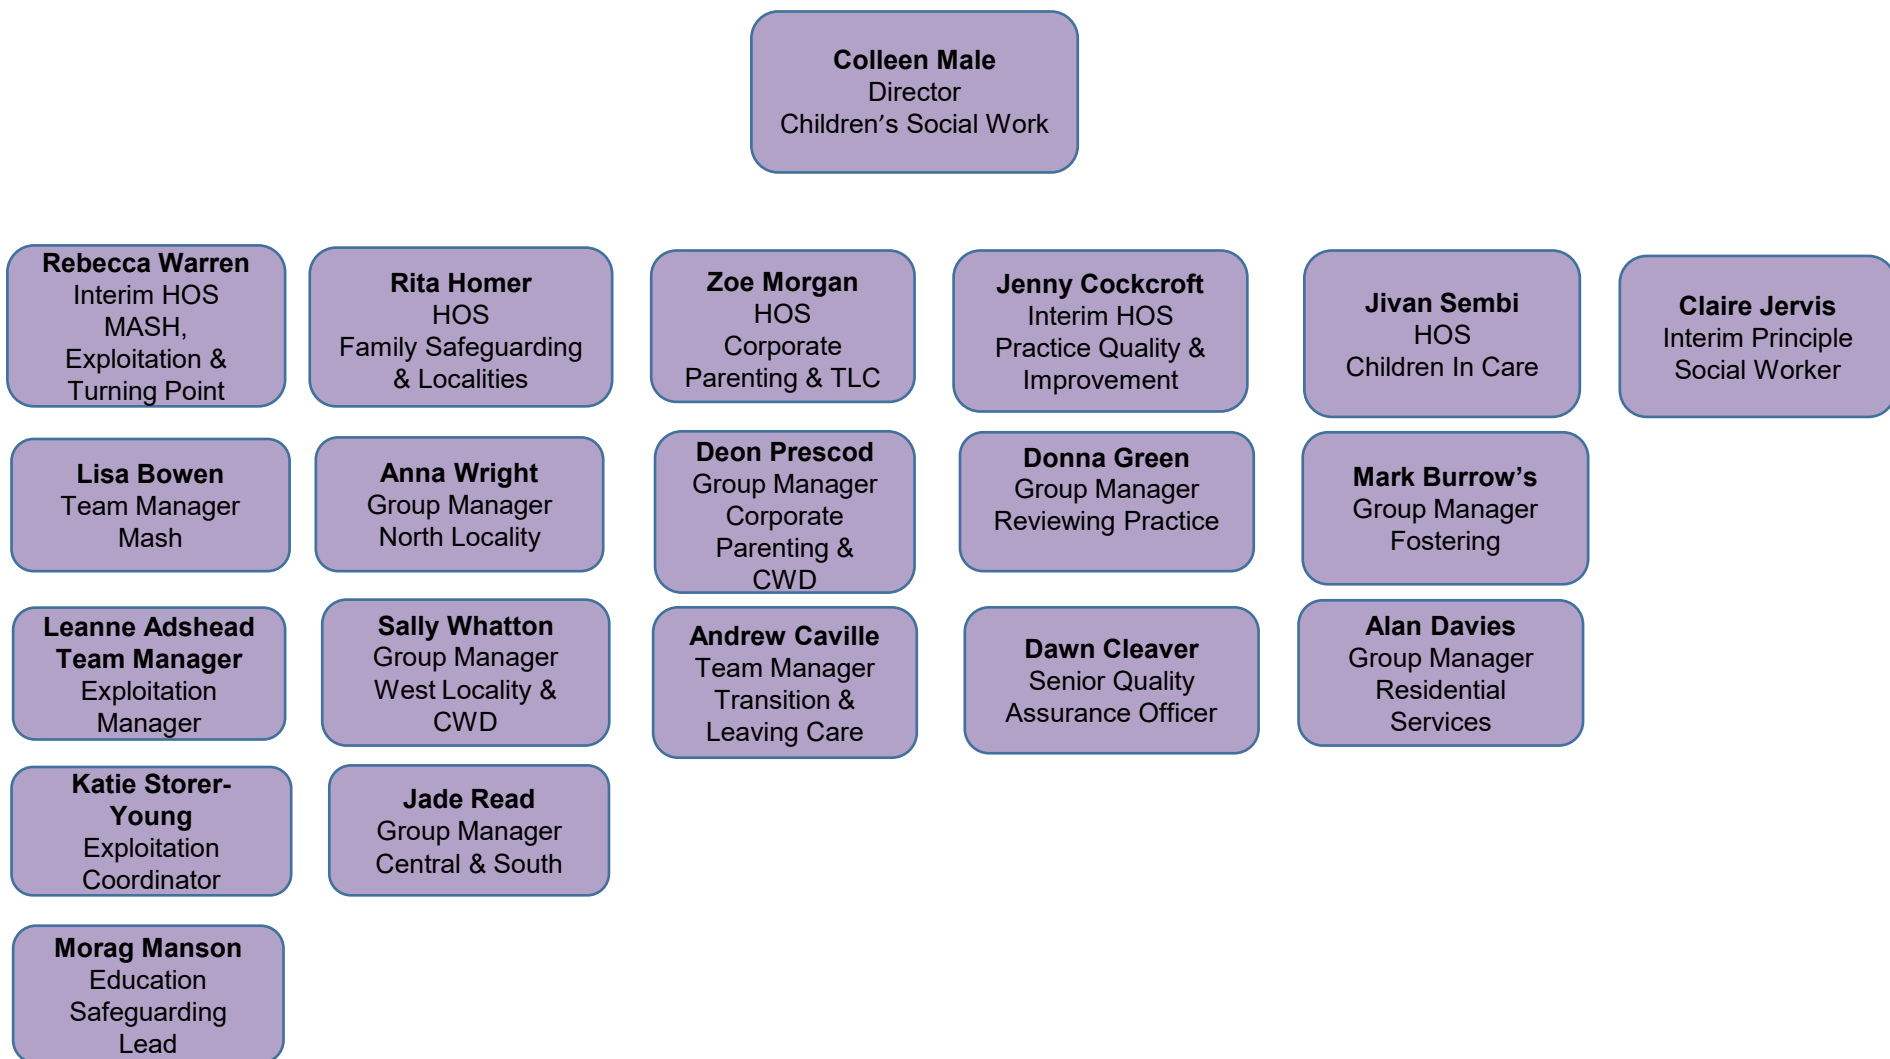 Colleen Male
Director
Children’s Social Work
Rebecca Warren
Interim HOS
MASH,
Exploitation &
Turning Point
Rita Homer
HOS
Family Safeguarding
& Localities
Zoe Morgan
HOS
Corporate
Parenting & TLC
Jenny Cockcroft
Interim HOS
Practice Quality &
Improvement
Jivan Sembi
HOS
Children In Care
Claire Jervis
Interim Principle
Social Worker
Lisa Bowen
Team Manager
Mash
Anna Wright
Group Manager
North Locality
Deon Prescod
Group Manager
Corporate
Parenting &
CWD
Donna Green
Group Manager
Reviewing Practice
Mark Burrow’s
Group Manager
Fostering
Leanne Adshead
Team Manager
Exploitation
Manager
Sally Whatton
Group Manager
West Locality &
CWD
Andrew Caville
Team Manager
Transition &
Leaving Care
Dawn Cleaver
Senior Quality
Assurance Officer
Alan Davies
Group Manager
Residential
Services
Katie Storer-
Young
Exploitation
Coordinator
Jade Read
Group Manager
Central & South
Morag Manson
Education
Safeguarding
Lead